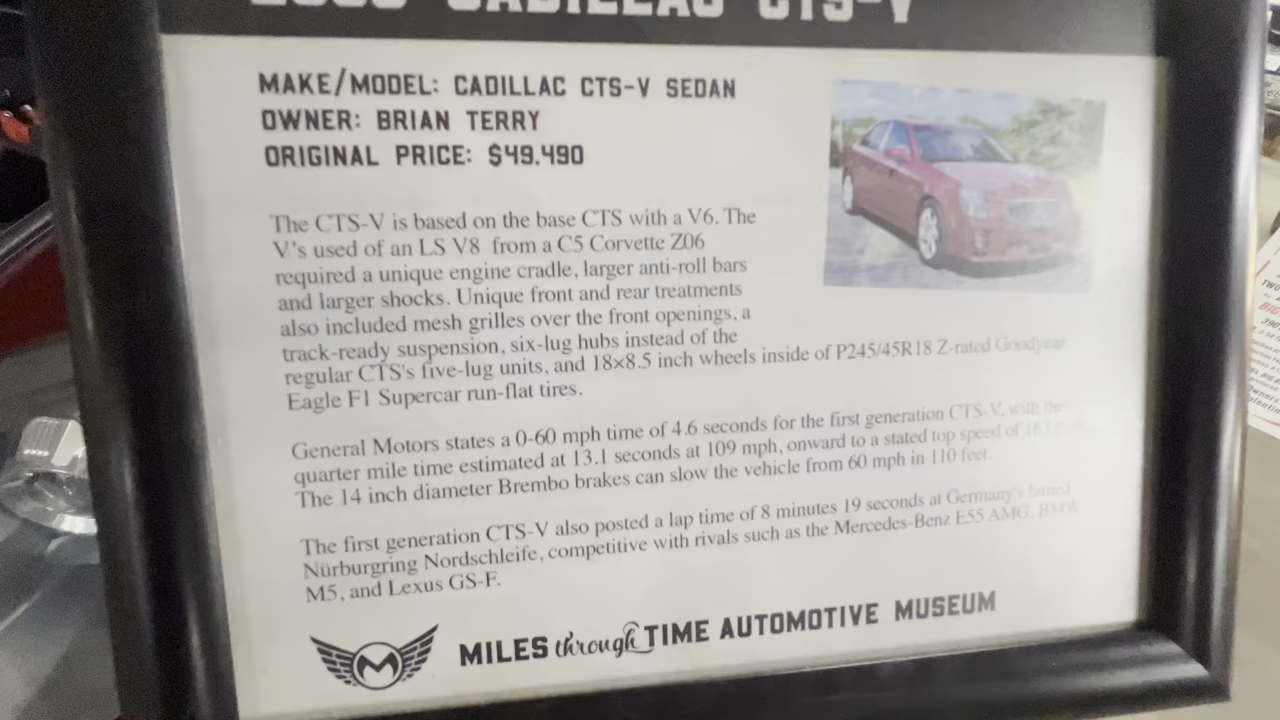 CADILLAC CTS-V
MAKE/MODEL: CADILLAC CTS-V SEDAN
OWNER: BRIAN TERRY
ORIGINAL PRICE: $49.490
The CTS-V is based on the base CTS with a V6. The
V's used of an LS V8 from a C5 Corvette Z06
required a unique engine cradle, larger anti-roll bars
and larger shocks. Unique front and rear treatments
also included mesh grilles over the front openings, a
track-ready suspension, six-lug hubs instead of the
regular CTS's five-lug units, and 18×8.5 inch wheels inside of P245/45R18 Z-rated Goodyear
Eagle F1 Supercar run-flat tires.
General Motors states a 0-60 mph time of 4.6 seconds for the first generation CTS-V, with the
quarter mile time estimated at 13.1 seconds at 109 mph, onward to a stated top speed of
The 14 inch diameter Brembo brakes can slow the vehicle from 60 mph in 110 feet.
The first generation CTS-V also posted a lap time of 8 minutes 19 seconds at Germany's famed
Nürburgring Nordschleife, competitive with rivals such as the Mercedes-Benz E55 AMG, BMW
M5, and Lexus GS-F.
M
MILES through TIME AUTOMOTIVE MUSEUM